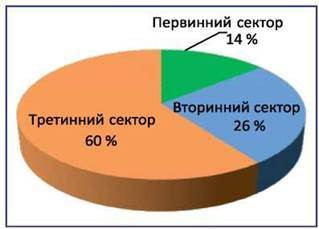 Первинний сектор
14 %
Вторинний сектор
26 %
Третинний сектор
60 %